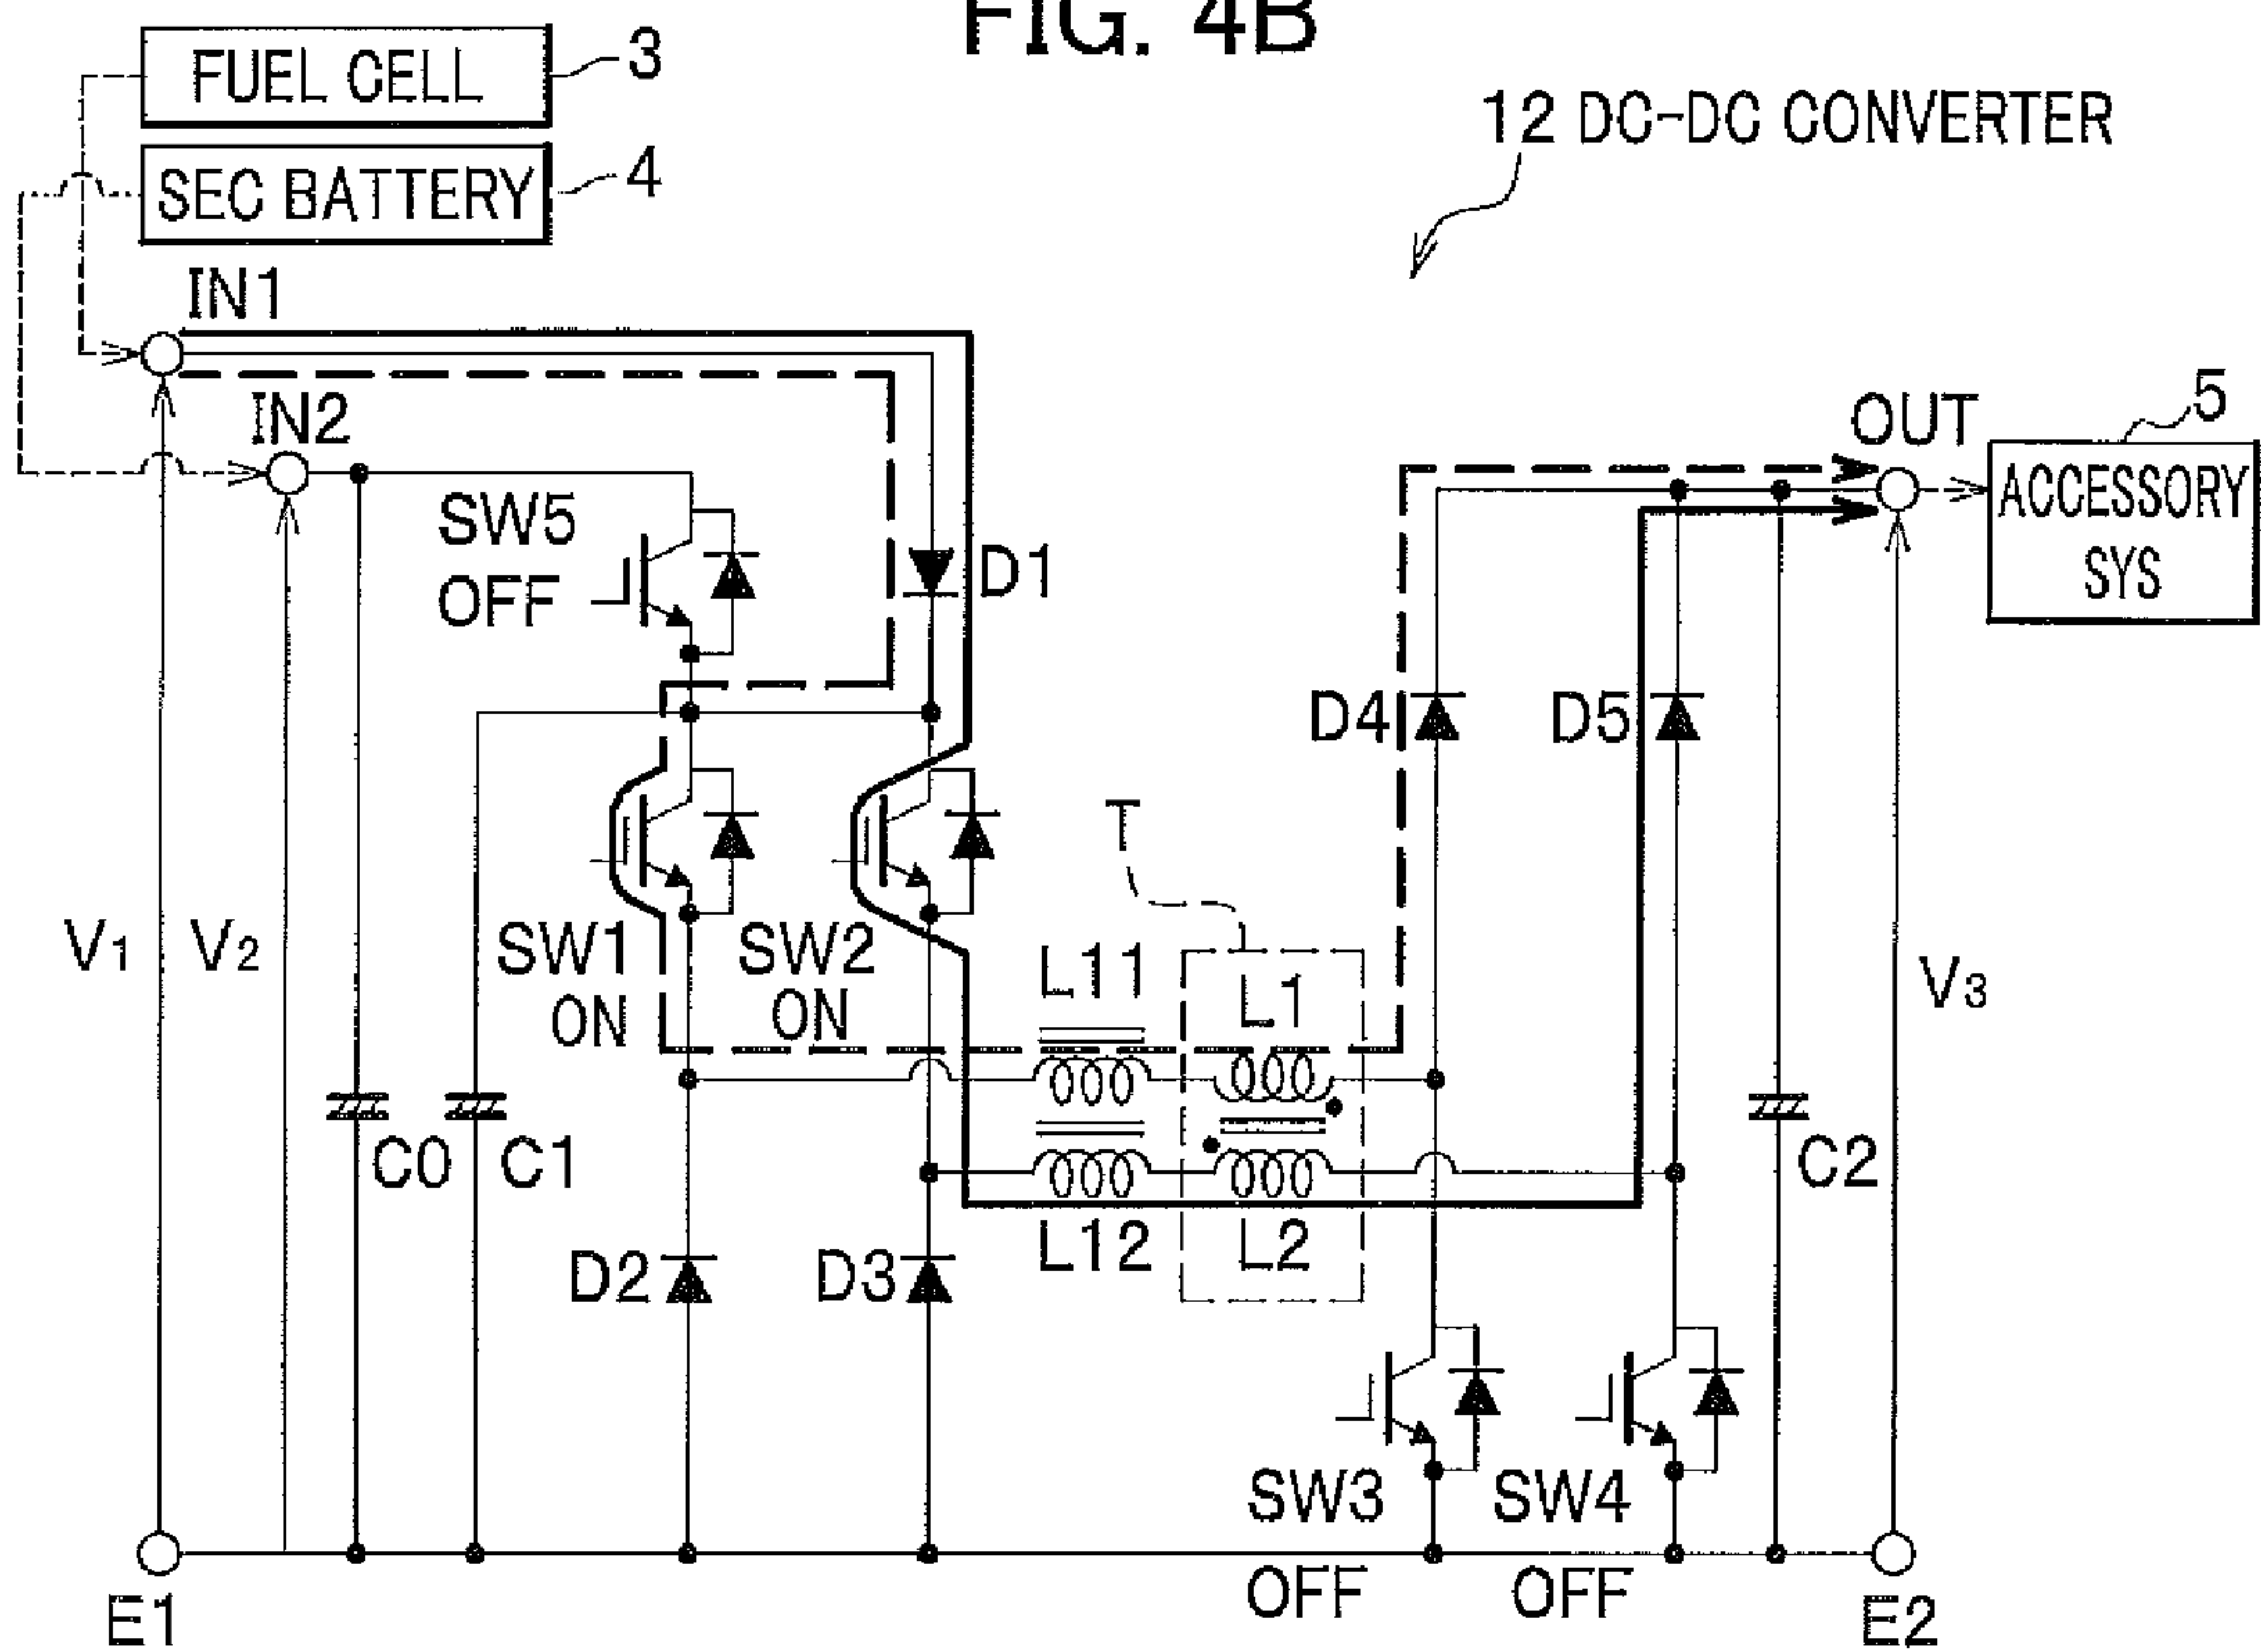 FIG. 4B
FUEL CELL
3
SEC BATTERY
4
12 DC-DC CONVERTER
IN1
IN2
OUT
5
ACCESSORY
SYS
SW5
OFF
D1
D4
D5
T
V1
V2
V3
SW1
ON
SW2
ON
L11
L1
C0
C1
C2
L12
L2
D2
D3
SW3
OFF
SW4
OFF
E1
E2